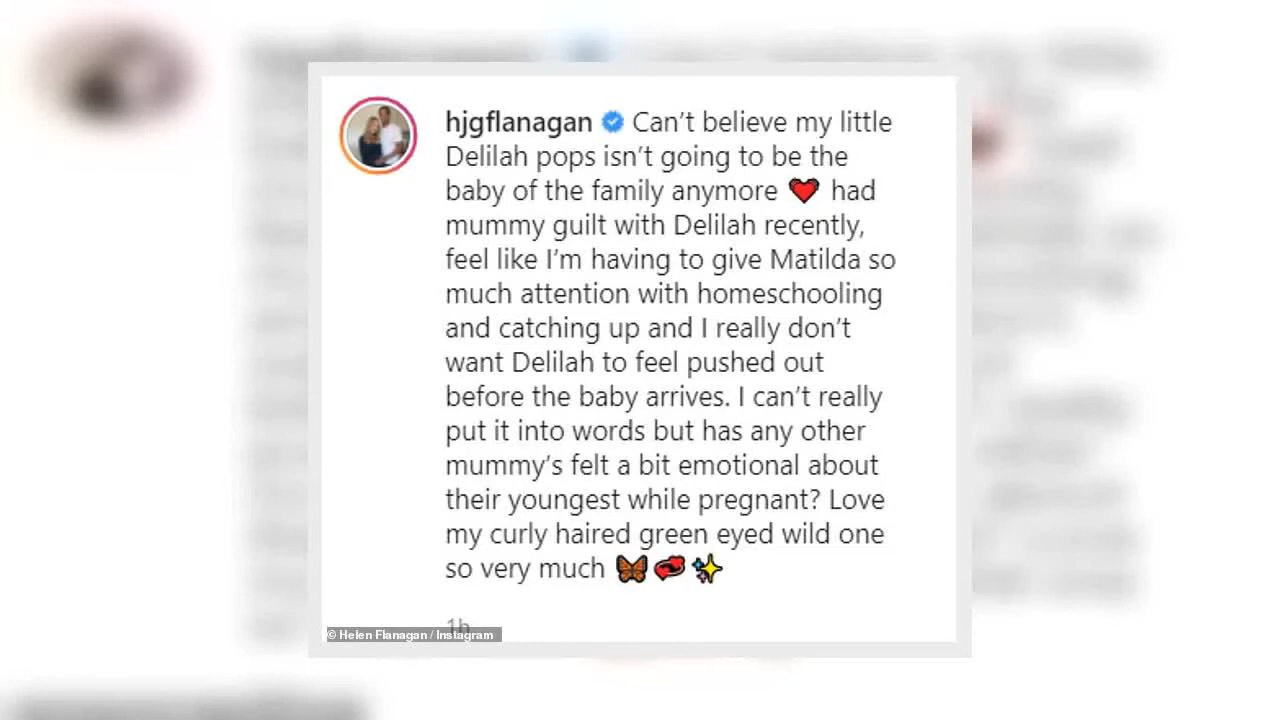 hjgflanagan Can't believe my little
Delilah pops isn't going to be the
baby of the family anymore ❤️ had
mummy guilt with Delilah recently,
feel like I'm having to give Matilda so
much attention with homeschooling
and catching up and I really don't
want Delilah to feel pushed out
before the baby arrives. I can't really
put it into words but has any other
mummy's felt a bit emotional about
their youngest while pregnant? Love
my curly haired green eyed wild one
so very much 🦋💞✨
1h
© Helen Flanagan / Instagram